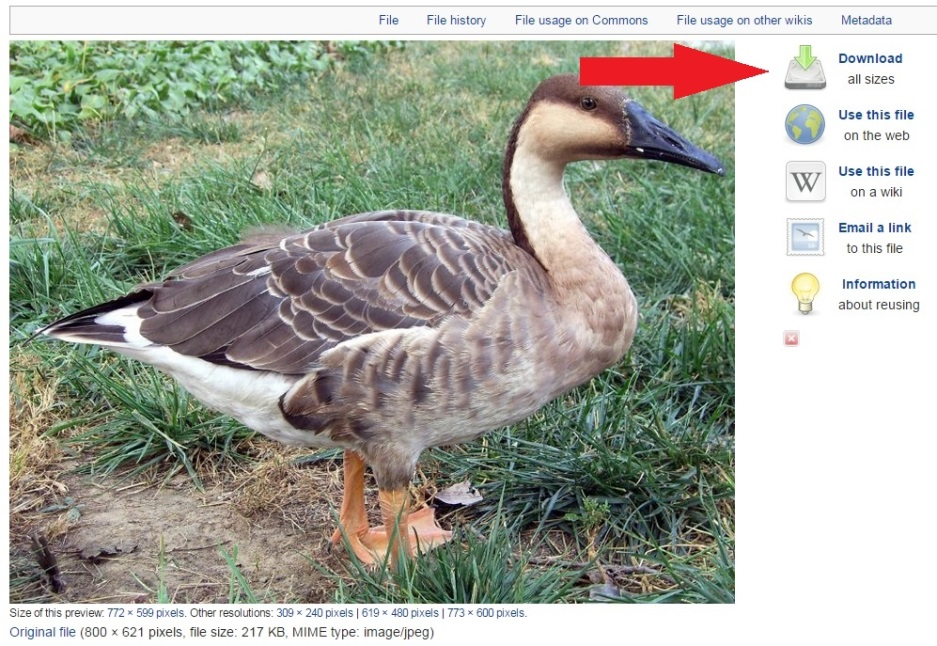 File File history File usage on Commons File usage on other wikis Metadata
Download
all sizes
Use this file
on the web
W
Use this file
on a wiki
Email a link
to this file
Information
about reusing
Size of this preview: 772 × 599 pixels. Other resolutions: 309 × 240 pixels | 619 × 480 pixels | 773 × 600 pixels.
Original file (800 × 621 pixels, file size: 217 KB, MIME type: image/jpeg)